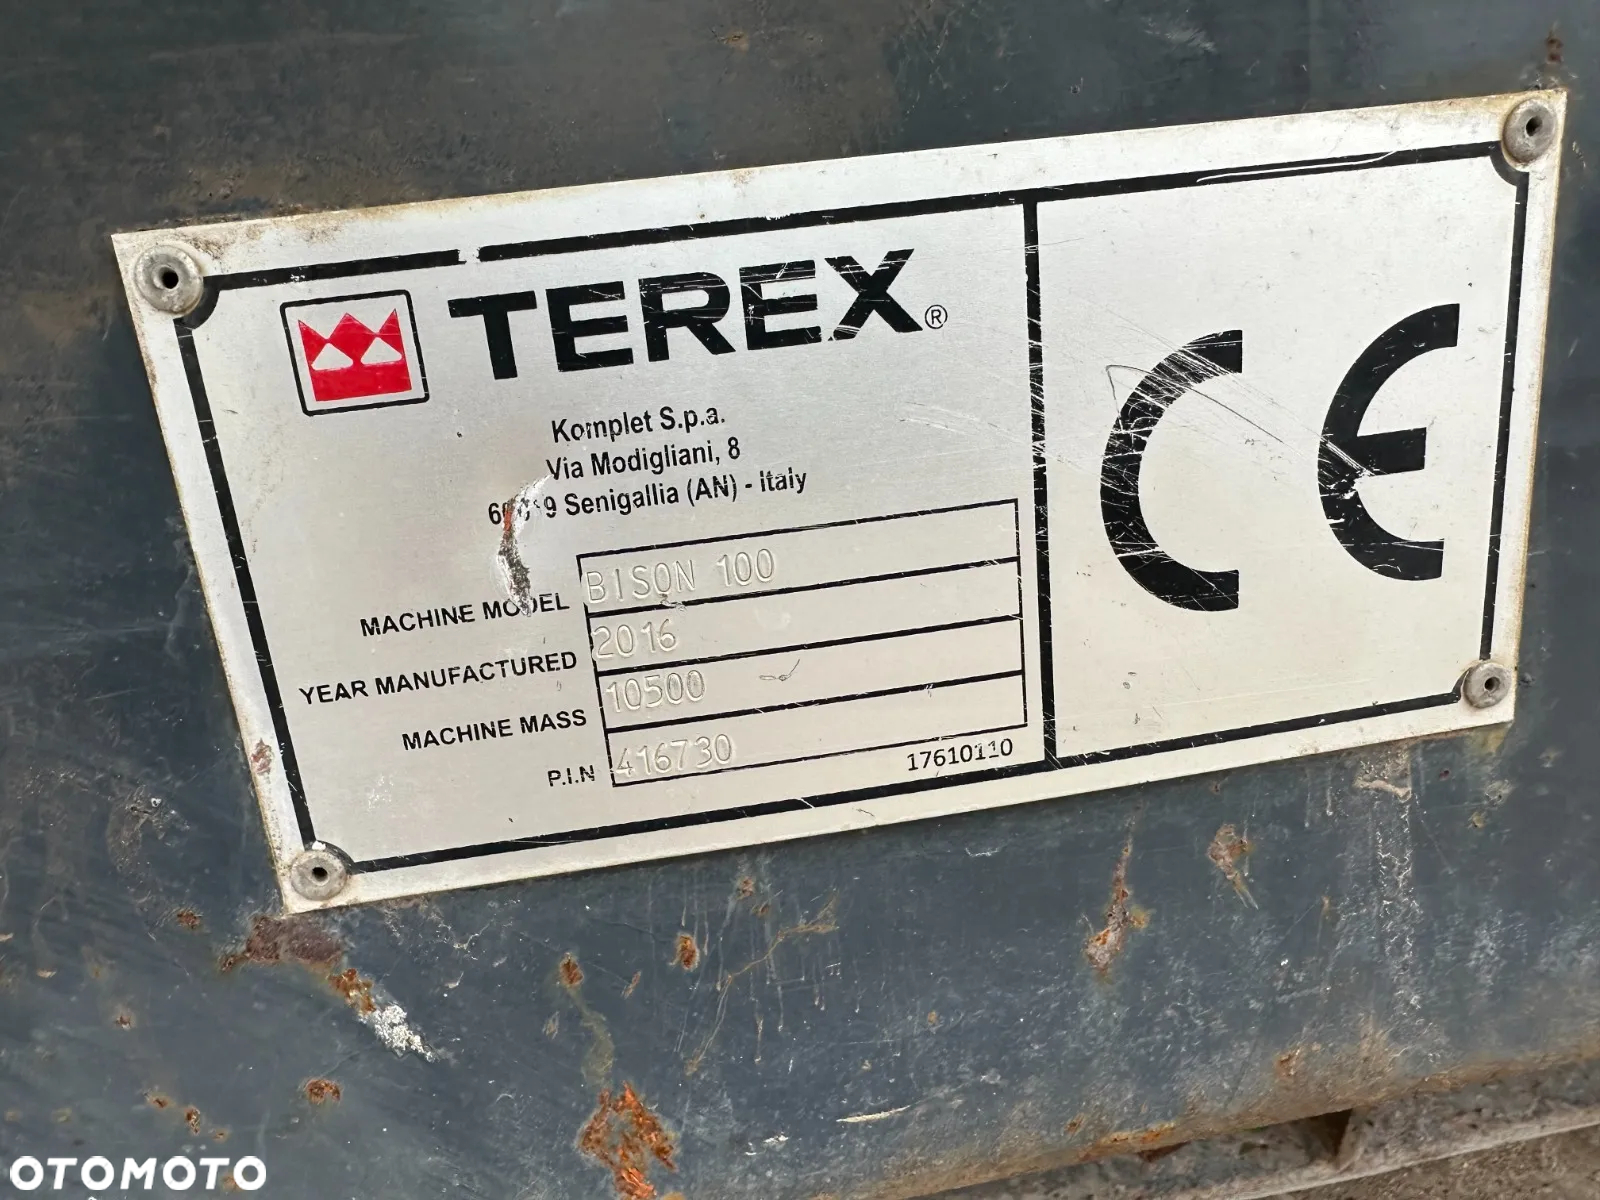 TEREX®
Komplet S.p.a.
Via Modigliani, 8
Senigallia (AN) - Italy
MACHINE MODEL BISON 100
YEAR MANUFACTURED 2016
MACHINE MASS 10500
P.I.N 416730
17610110
CE
OTOMOTO